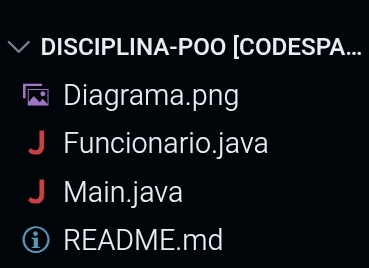 DISCIPLINA-POO [CODESPA...
Diagrama.png
J Funcionario.java
J Main.java
README.md